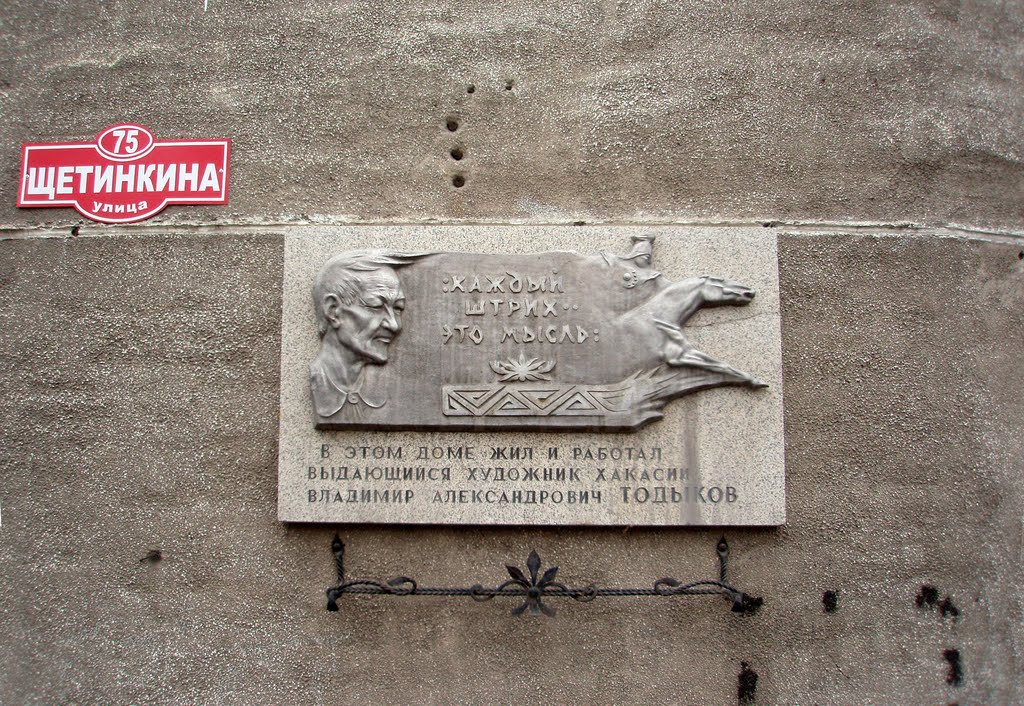 75
ЩЕТИНКИНА
улица
:КАЖДЫЙ
ШТРИХ--
ЭТО МЫСЛЬ:
В ЭТОМ ДОМЕ ЖИЛ И РАБОТАЛ
ВЫДАЮЩИЙСЯ ХУДОЖНИК ХАКАСИИ
ВЛАДИМИР АЛЕКСАНДРОВИЧ ТОДЫКОВ